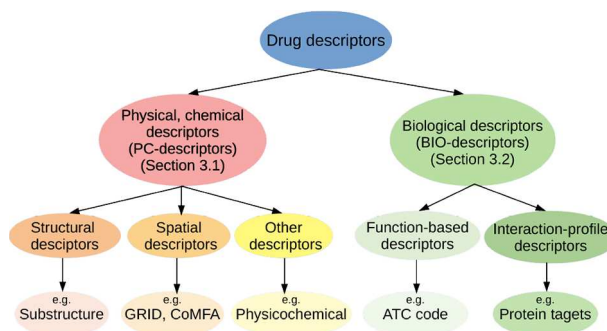 Drug descriptors
Physical, chemical
descriptors
(PC-descriptors)
(Section 3.1)
Biological descriptors
(BIO-descriptors)
(Section 3.2)
Structural
desciptors
Spatial
descriptors
Other
descriptors
Function-based
descriptors
Interaction-profile
descriptors
e.g.
Substructure
e.g.
GRID, CoMFA
e.g.
Physicochemical
e.g.
ATC code
e.g.
Protein tagets